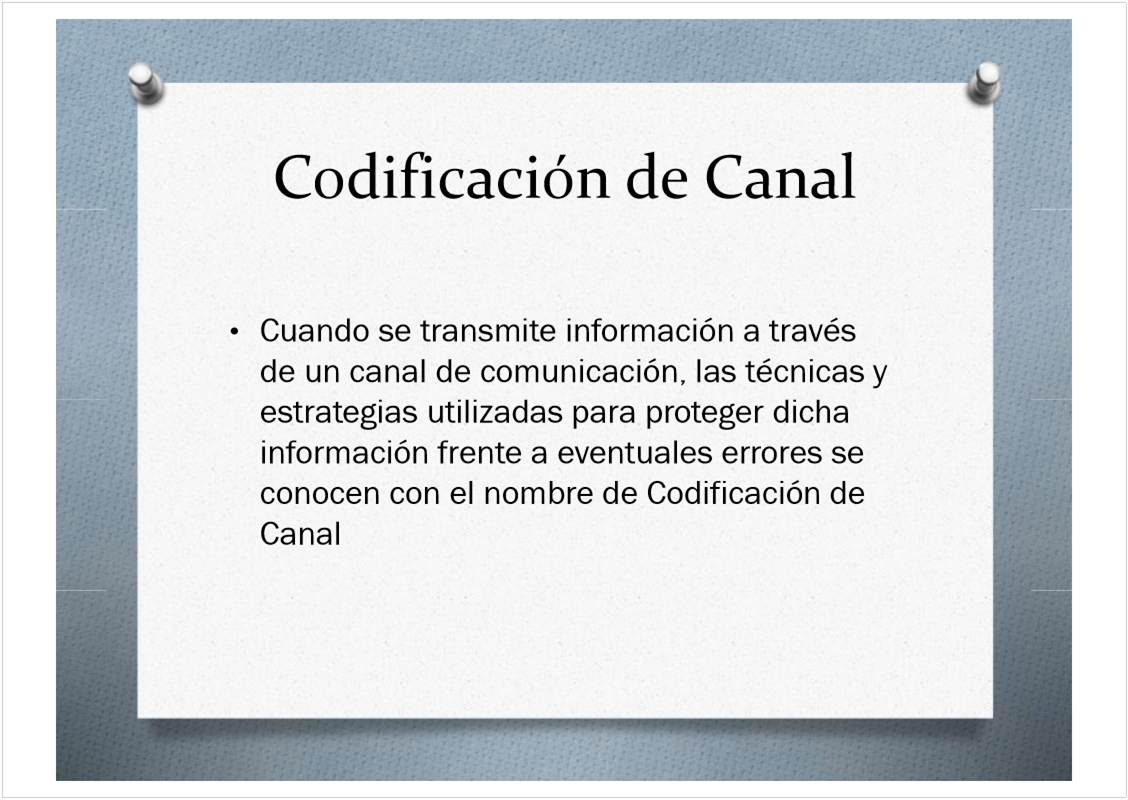 Codificación de Canal
• Cuando se transmite información a través
de un canal de comunicación, las técnicas y
estrategias utilizadas para proteger dicha
información frente a eventuales errores se
conocen con el nombre de Codificación de
Canal